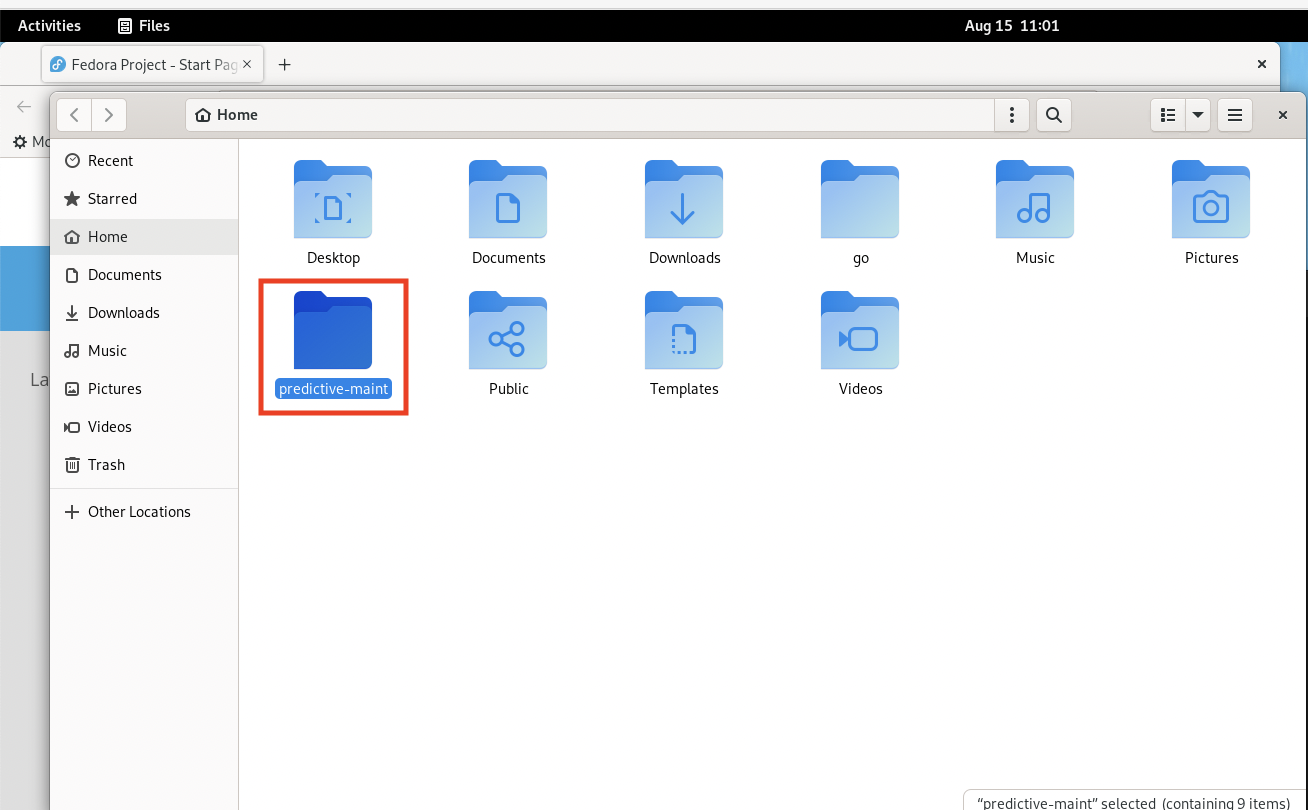 Activities Files Aug 15 11:01
Fedora Project - Start Pag
Mo
Home
Recent
Starred
Home
Documents
Downloads
Music
Pictures
Videos
Trash
Other Locations
La
Desktop Documents Downloads go Music Pictures
predictive-maint Public Templates Videos
“predictive-maint” selected (containing 9 items)